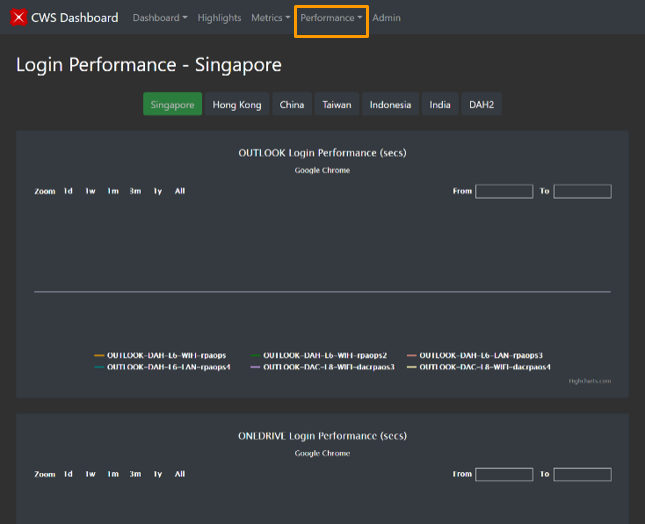 CWS Dashboard Dashboard Highlights Metrics Performance Admin
Login Performance - Singapore
Singapore Hong Kong China Taiwan Indonesia India DAH2
OUTLOOK Login Performance (secs)
Google Chrome
Zoom 1d 1w 1m 3m 1y All From To
OUTLOOK-DAH-L6-WIFI-rpaops OUTLOOK-DAH-L6-WIFI-rpaops2 OUTLOOK-DAH-L6-LAN-rpaops3
OUTLOOK-DAH-L6-LAN-rpaops4 OUTLOOK-DAC-L8-WIFI-dacrpaos3 OUTLOOK-DAC-L8-WIFI-dacrpaos4
Highcharts.com
ONEDRIVE Login Performance (secs)
Google Chrome
Zoom 1d 1w 1m 3m 1y All From To